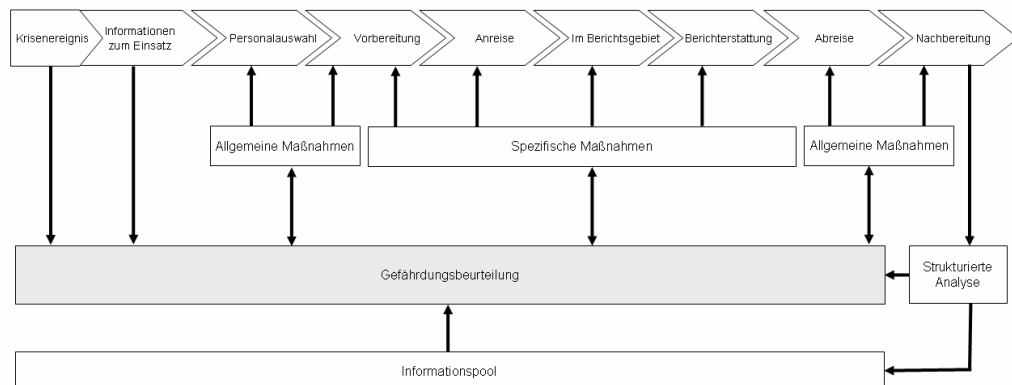 Krisenereignis
Informationen
zum Einsatz
Personalauswahl
Vorbereitung
Anreise
Im Berichtsgebiet
Berichterstattung
Abreise
Nachbereitung
Allgemeine Maßnahmen
Spezifische Maßnahmen
Allgemeine Maßnahmen
Gefährdungsbeurteilung
Strukturierte
Analyse
Informationspool